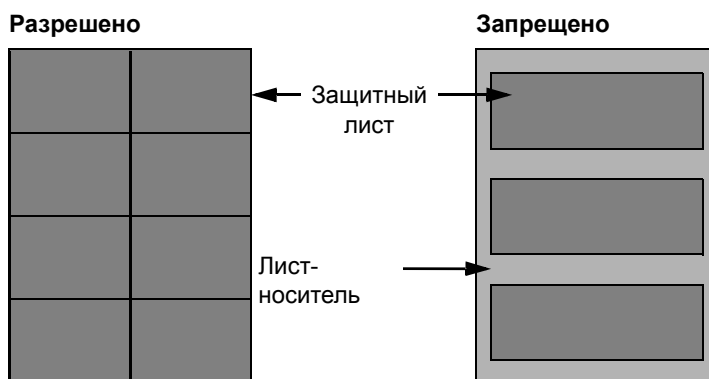 Разрешено
Запрещено
Защитный
лист
Лист-
носитель